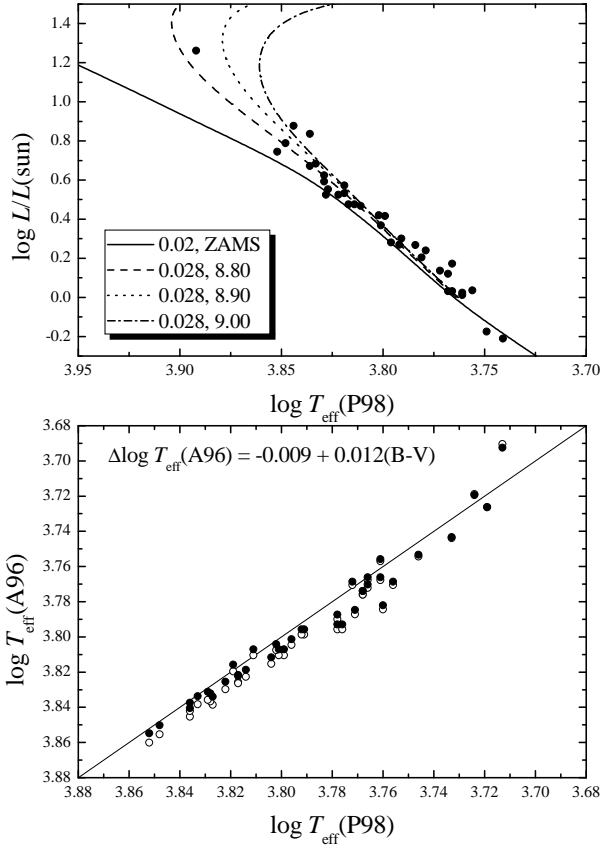 1.4
1.2
1.0
0.8
0.6
0.4
0.2
0.0
-0.2
log L/L(sun)
0.02, ZAMS
0.028, 8.80
0.028, 8.90
0.028, 9.00
3.95 3.90 3.85 3.80 3.75 3.70
log T_eff(P98)
3.68
3.70
3.72
3.74
3.76
3.78
3.80
3.82
3.84
3.86
3.88
log T_eff(A96)
Δlog T_eff(A96) = -0.009 + 0.012(B-V)
3.88 3.86 3.84 3.82 3.80 3.78 3.76 3.74 3.72 3.70 3.68
log T_eff(P98)